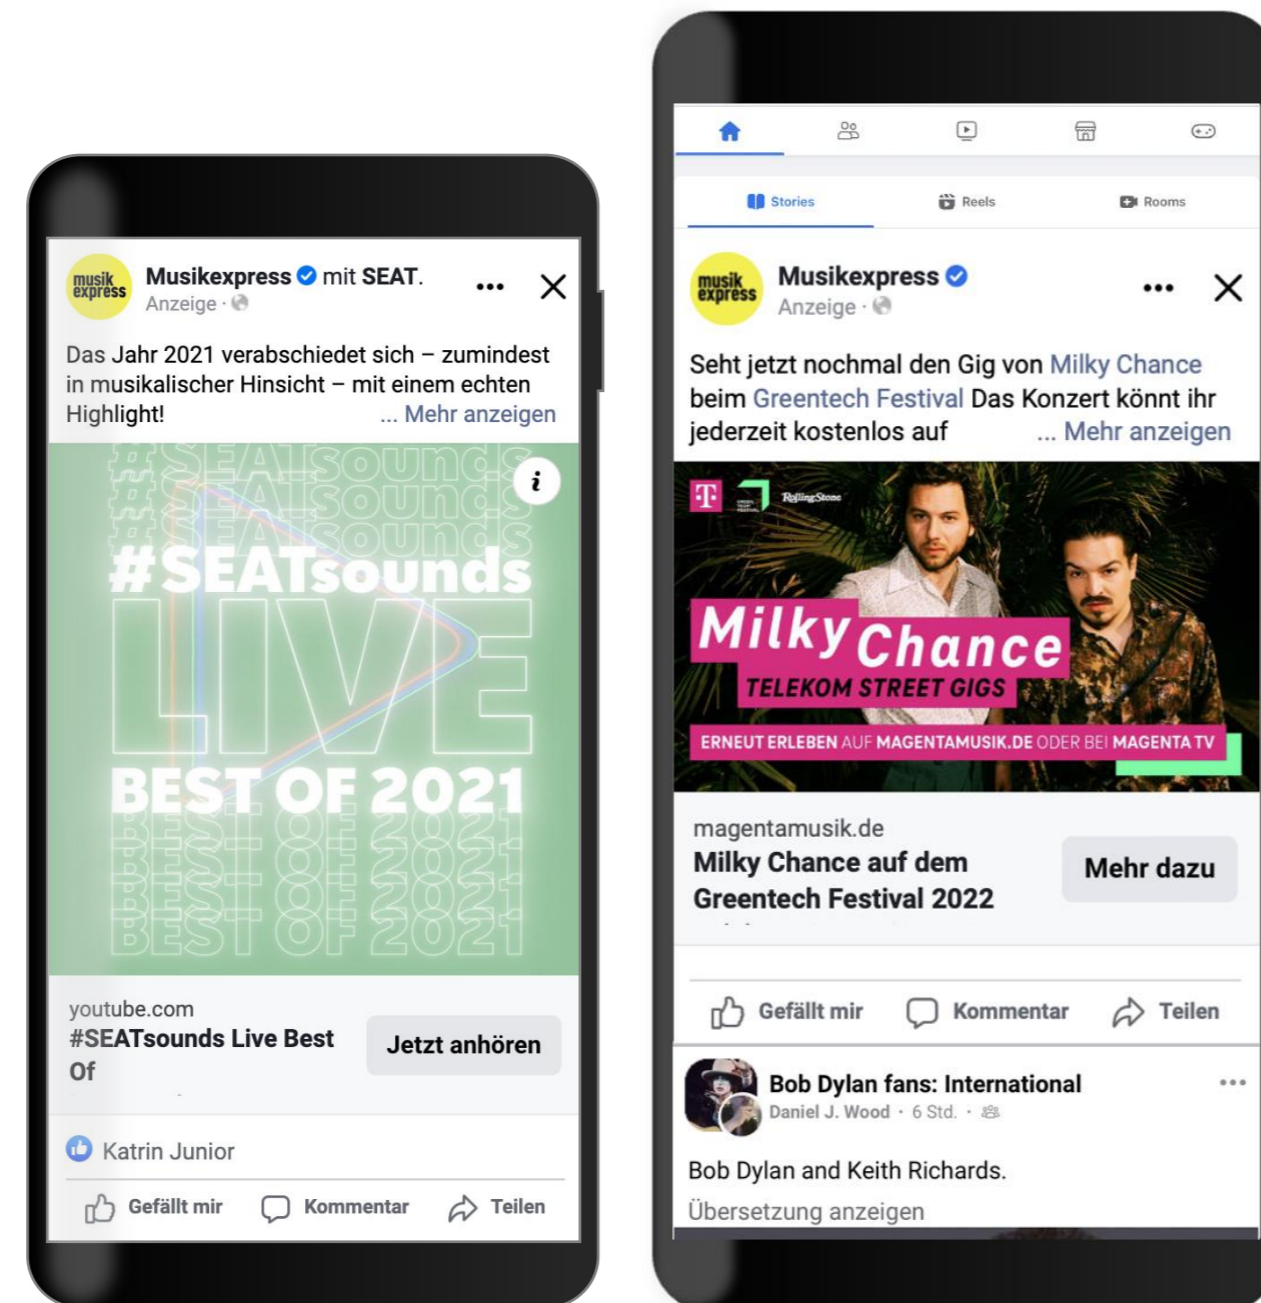 musik
express
Musikexpress mit SEAT.
Anzeige ·
Das Jahr 2021 verabschiedet sich – zumindest
in musikalischer Hinsicht – mit einem echten
Highlight! ... Mehr anzeigen
#SEATsounds
#SEATsounds
#SEATsounds
i
#SEATsounds
LIVE
BEST OF 2021
BEST OF 2021
BEST OF 2021
BEST OF 2021
BEST OF 2021
youtube.com
#SEATsounds Live Best
Of
Jetzt anhören
Katrin Junior
Gefällt mir Kommentar Teilen
Stories Reels Rooms
musik
express
Musikexpress
Anzeige ·
Seht jetzt nochmal den Gig von Milky Chance
beim Greentech Festival Das Konzert könnt ihr
jederzeit kostenlos auf ... Mehr anzeigen
T GREEN TECH FESTIVAL RollingStone
Milky Chance
TELEKOM STREET GIGS
ERNEUT ERLEBEN AUF MAGENTAMUSIK.DE ODER BEI MAGENTA TV
magentamusik.de
Milky Chance auf dem
Greentech Festival 2022
Mehr dazu
Gefällt mir Kommentar Teilen
Bob Dylan fans: International
Daniel J. Wood · 6 Std. ·
Bob Dylan and Keith Richards.
Übersetzung anzeigen